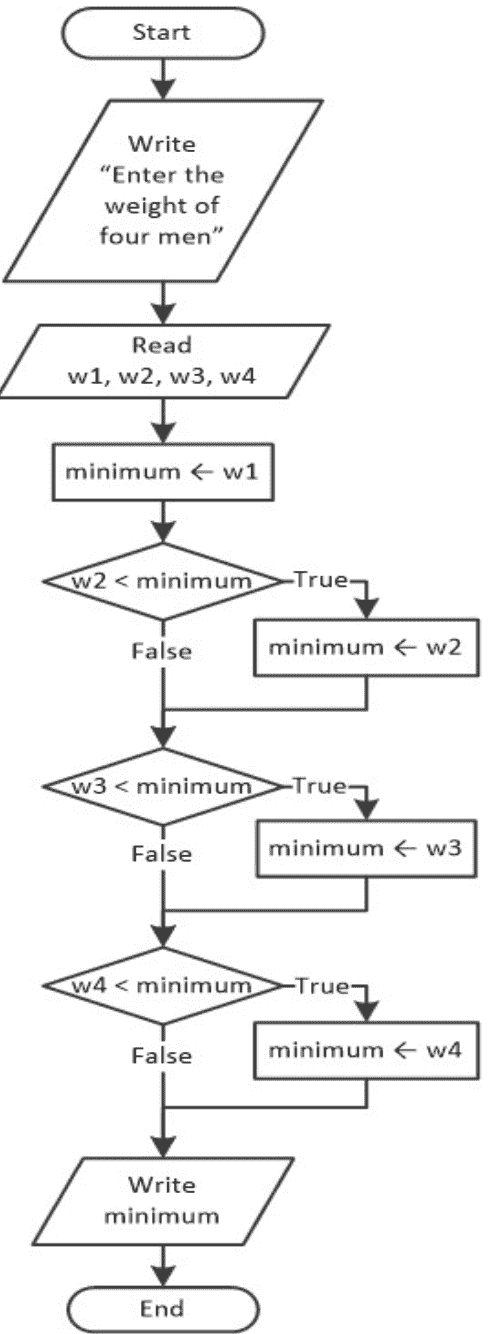 Start
Write
“Enter the
weight of
four men”
Read
w1, w2, w3, w4
minimum ← w1
w2 < minimum
True
False
minimum ← w2
w3 < minimum
True
False
minimum ← w3
w4 < minimum
True
False
minimum ← w4
Write
minimum
End